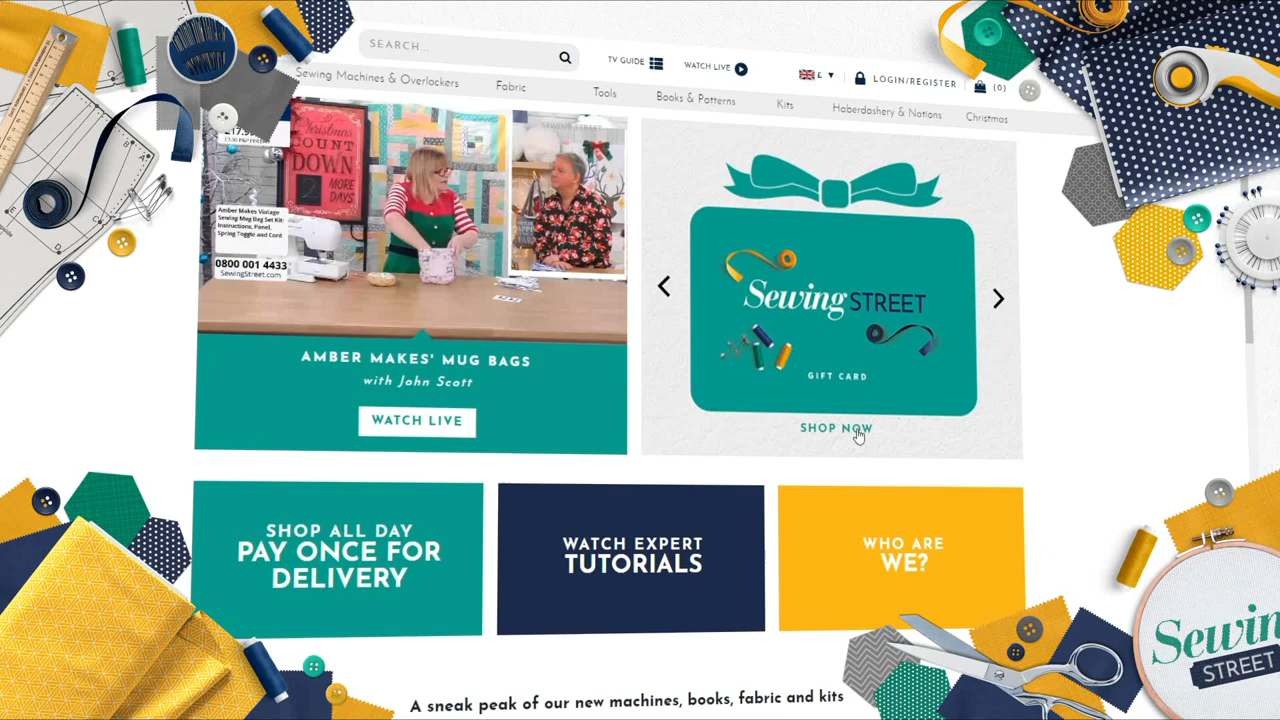 SEARCH...
TV GUIDE
WATCH LIVE
£
LOGIN/REGISTER
(0)
Sewing Machines & Overlockers
Fabric
Tools
Books & Patterns
Kits
Haberdashery & Notions
Christmas
Christmas
COUNT
DOWN
2
MORE
DAYS
SEWING STREET
Amber Makes Vintage
Sewing Mug Bag Set Kit:
Instructions, Panel,
Spring Toggle and Cord
0800 001 4433
SewingStreet.com
AMBER MAKES' MUG BAGS
with John Scott
WATCH LIVE
Sewing STREET
GIFT CARD
SHOP NOW
SHOP ALL DAY
PAY ONCE FOR
DELIVERY
WATCH EXPERT
TUTORIALS
WHO ARE
WE?
A sneak peak of our new machines, books, fabric and kits
Sewin
STREET